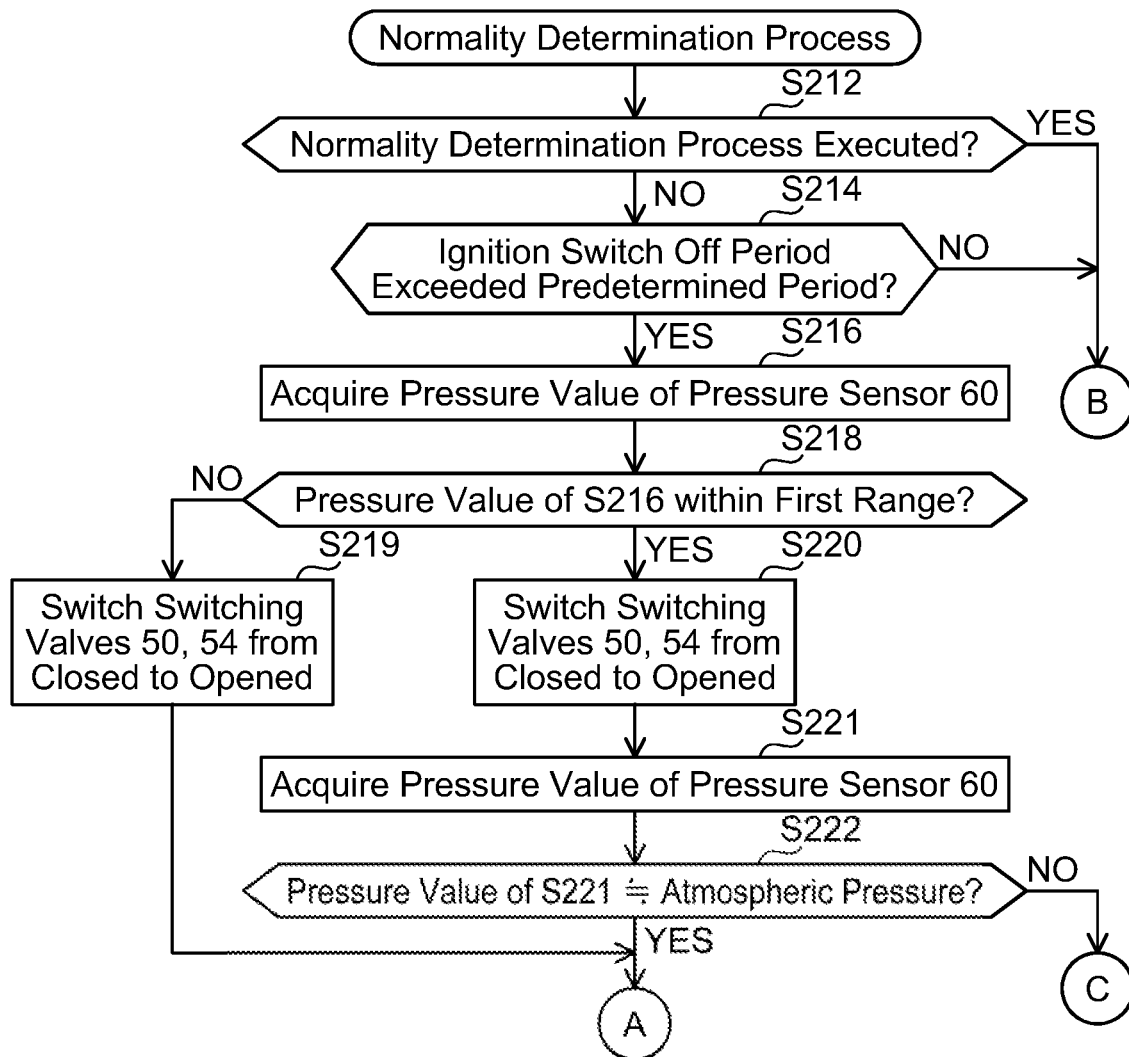 Normality Determination Process
S212
Normality Determination Process Executed?
YES
NO
S214
Ignition Switch Off Period
Exceeded Predetermined Period?
NO
YES
S216
Acquire Pressure Value of Pressure Sensor 60
B
S218
NO
Pressure Value of S216 within First Range?
S219
YES
S220
Switch Switching
Valves 50, 54 from
Closed to Opened
Switch Switching
Valves 50, 54 from
Closed to Opened
S221
Acquire Pressure Value of Pressure Sensor 60
S222
Pressure Value of S221 ≒ Atmospheric Pressure?
NO
YES
C
A